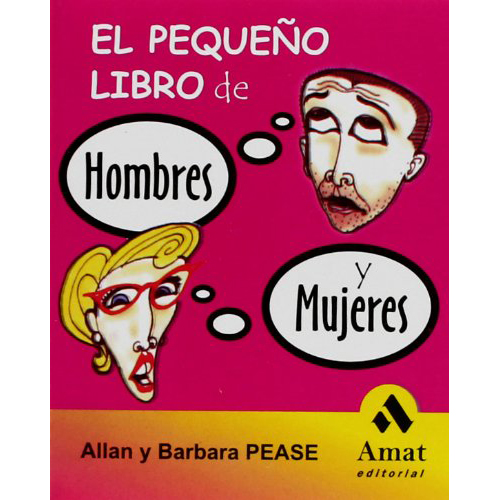 EL PEQUEÑO
LIBRO de
Hombres
y
Mujeres
Allan y Barbara PEASE
Amat
editorial